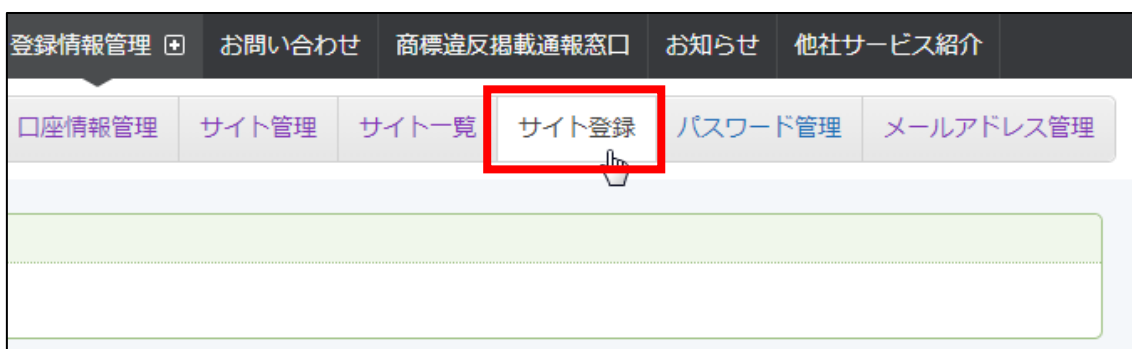 登録情報管理 お問い合わせ 商標違反掲載通報窓口 お知らせ 他社サービス紹介
口座情報管理 サイト管理 サイト一覧 サイト登録 パスワード管理 メールアドレス管理